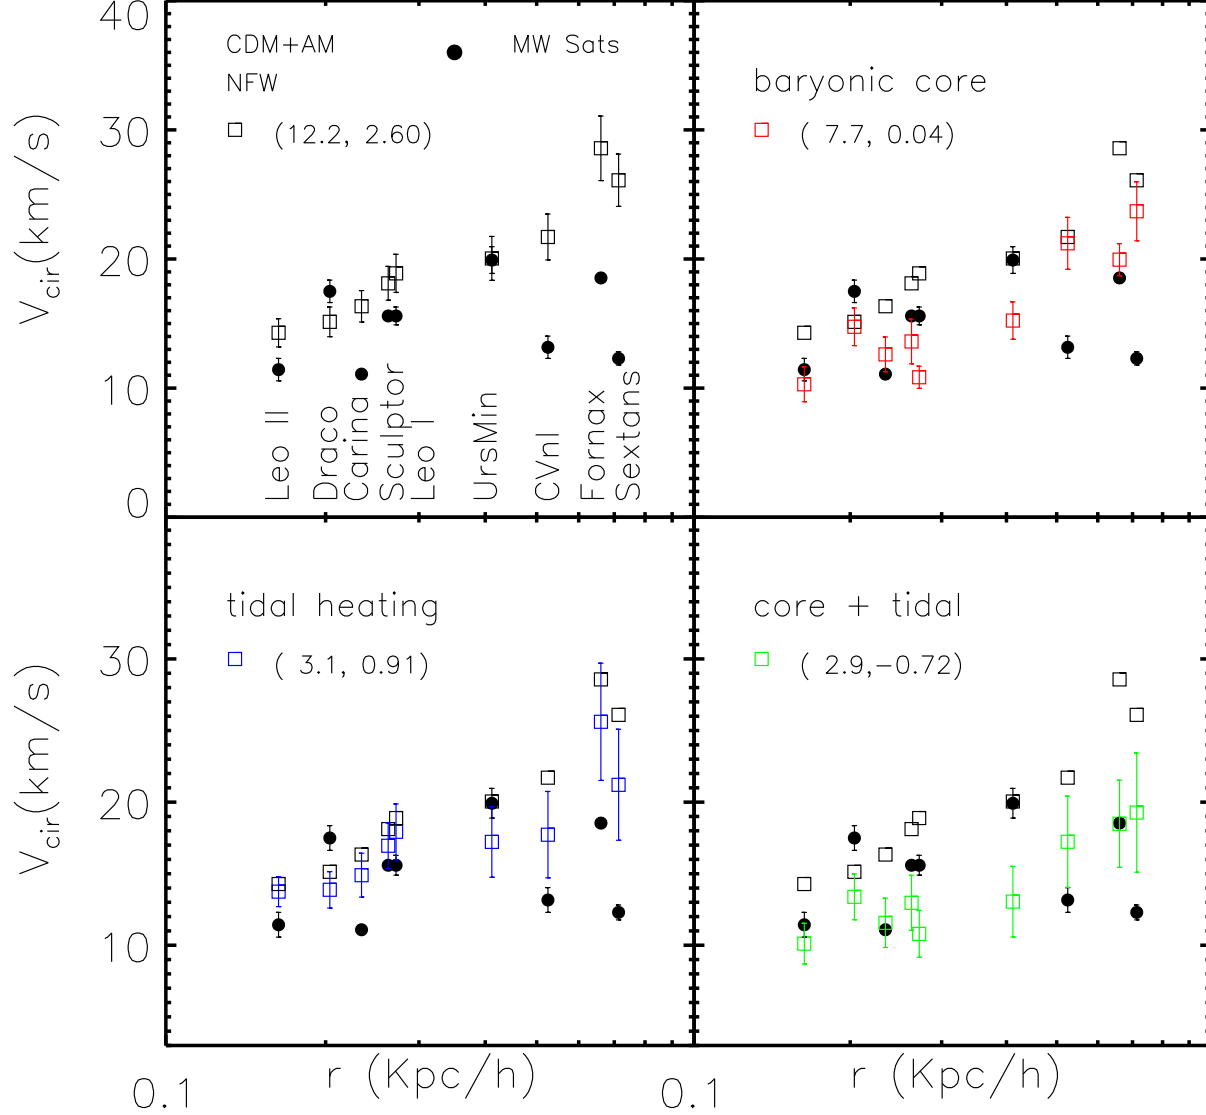 40
CDM+AM
MW Sats
NFW
(12.2, 2.60)
baryonic core
( 7.7, 0.04)
30
20
10
0
V_cir(km/s)
Leo II
Draco
Carina
Sculptor
Leo I
UrsMin
CVnI
Fornax
Sextans
tidal heating
( 3.1, 0.91)
core + tidal
( 2.9,-0.72)
30
20
10
V_cir(km/s)
0.1
r (Kpc/h)
0.1
r (Kpc/h)